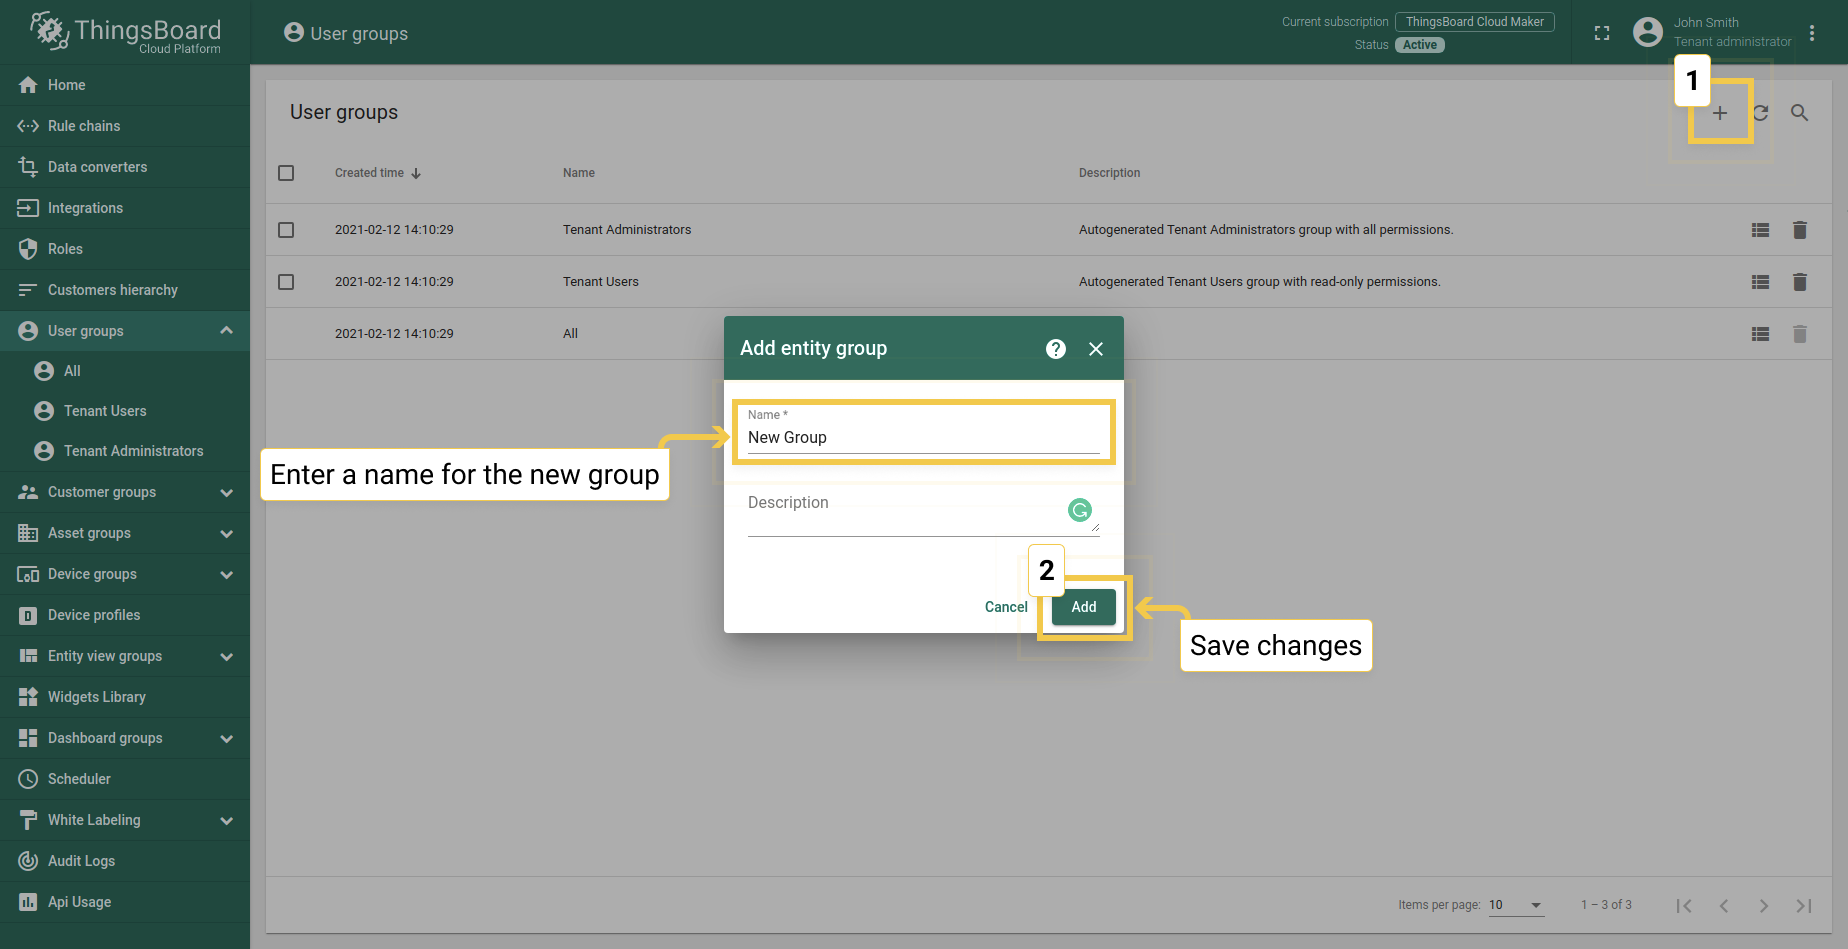 ThingsBoard
Cloud Platform
User groups
Current subscription ThingsBoard Cloud Maker
Status Active
John Smith
Tenant administrator
Home
Rule chains
Data converters
Integrations
Roles
Customers hierarchy
User groups
All
Tenant Users
Tenant Administrators
Customer groups
Asset groups
Device groups
Device profiles
Entity view groups
Widgets Library
Dashboard groups
Scheduler
White Labeling
Audit Logs
Api Usage
User groups
1
Created time Name Description
2021-02-12 14:10:29 Tenant Administrators Autogenerated Tenant Administrators group with all permissions.
2021-02-12 14:10:29 Tenant Users Autogenerated Tenant Users group with read-only permissions.
2021-02-12 14:10:29 All
Add entity group
Name *
New Group
Enter a name for the new group
Description
2
Cancel Add
Save changes
Items per page: 10 1 – 3 of 3